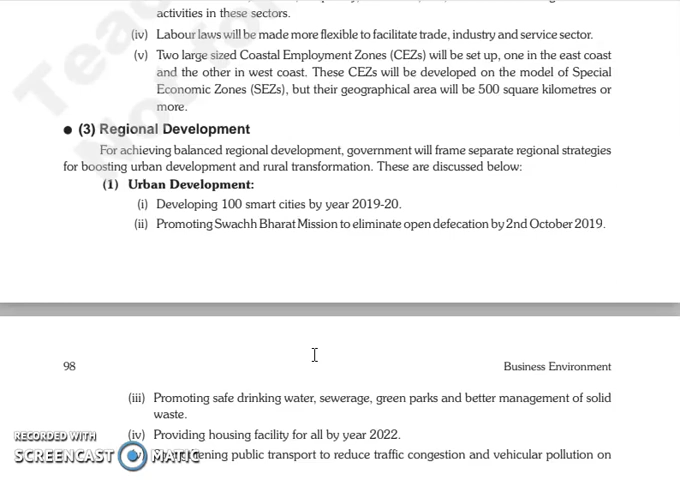 activities in these sectors.
(iv) Labour laws will be made more flexible to facilitate trade, industry and service sector.
(v) Two large sized Coastal Employment Zones (CEZs) will be set up, one in the east coast
and the other in west coast. These CEZs will be developed on the model of Special
Economic Zones (SEZs), but their geographical area will be 500 square kilometres or
more.
● (3) Regional Development
For achieving balanced regional development, government will frame separate regional strategies
for boosting urban development and rural transformation. These are discussed below:
(1) Urban Development:
(i) Developing 100 smart cities by year 2019-20.
(ii) Promoting Swachh Bharat Mission to eliminate open defecation by 2nd October 2019.
98 Business Environment
(iii) Promoting safe drinking water, sewerage, green parks and better management of solid
waste.
(iv) Providing housing facility for all by year 2022.
public transport to reduce traffic congestion and vehicular pollution on
RECORDED WITH
SCREENCAST MATIC